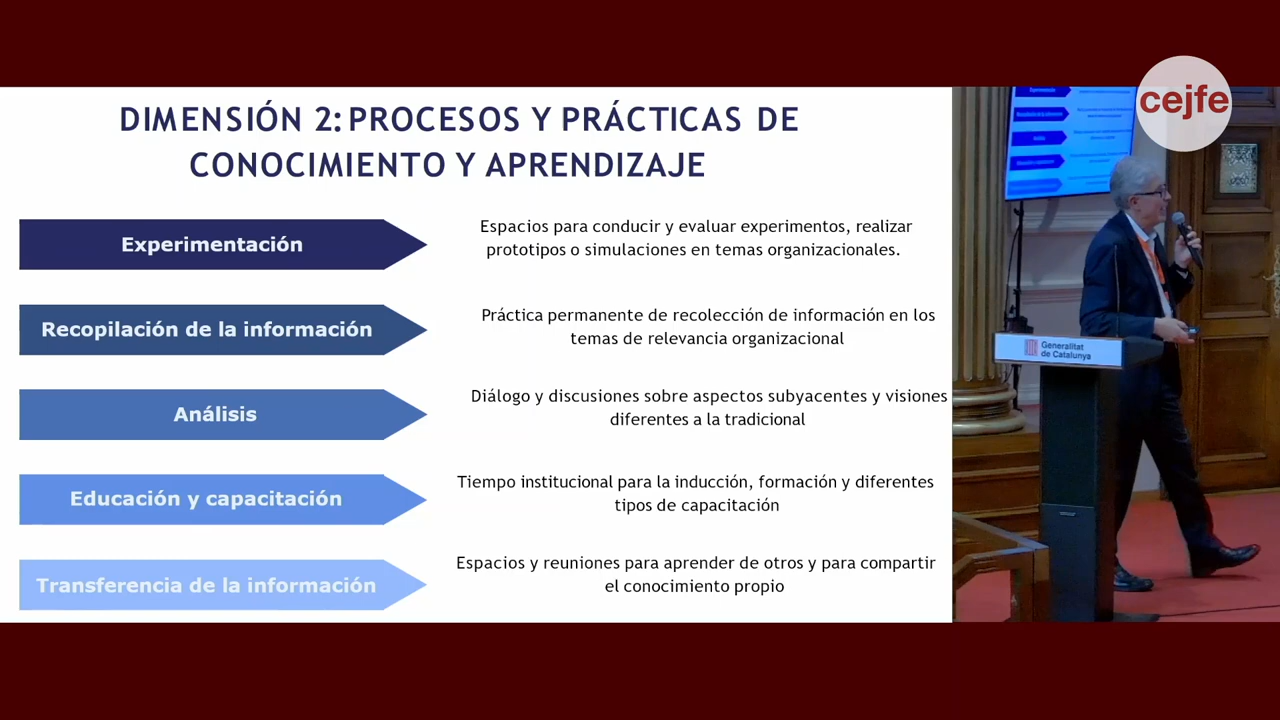 DIMENSIÓN 2: PROCESOS Y PRÁCTICAS DE
CONOCIMIENTO Y APRENDIZAJE
Experimentación
Espacios para conducir y evaluar experimentos, realizar
prototipos o simulaciones en temas organizacionales.
Recopilación de la información
Práctica permanente de recolección de información en los
temas de relevancia organizacional
Análisis
Diálogo y discusiones sobre aspectos subyacentes y visiones
diferentes a la tradicional
Educación y capacitación
Tiempo institucional para la inducción, formación y diferentes
tipos de capacitación
Transferencia de la información
Espacios y reuniones para aprender de otros y para compartir
el conocimiento propio
cejfe
Generalitat
de Catalunya